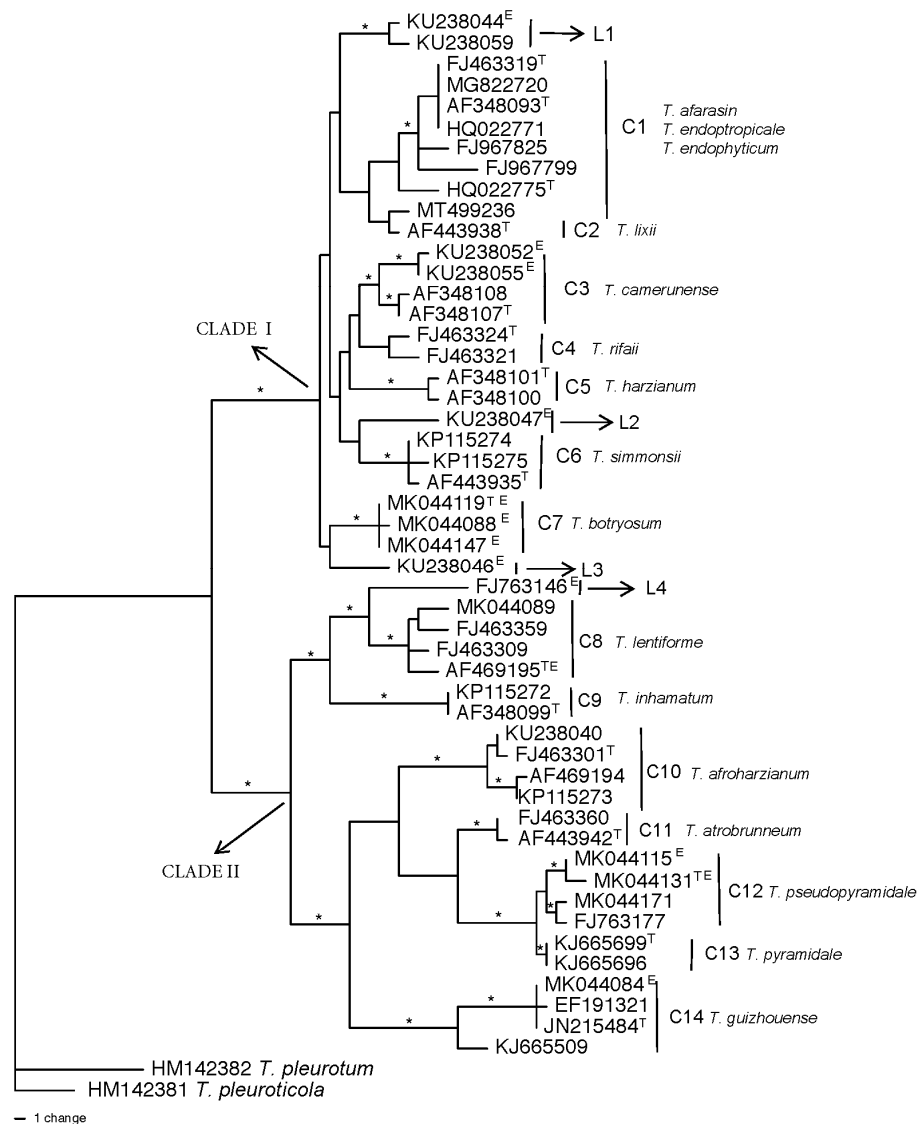 *
KU238044E
KU238059
L1
FJ463319T
MG822720
AF348093T
*
HQ022771
FJ967825
FJ967799
HQ022775T
C1
T. afarasin
T. endoptropicale
T. endophyticum
MT499236
AF443938T
C2 T. lixii
*
KU238052E
*
KU238055E
*
AF348108
AF348107T
C3 T. camerunense
FJ463324T
FJ463321
C4 T. rifaii
CLADE I
*
*
AF348101T
AF348100
C5 T. harzianum
KU238047E
L2
KP115274
*
KP115275
AF443935T
C6 T. simmonsii
MK044119T E
*
MK044088 E
MK044147 E
C7 T. botryosum
KU238046E
L3
FJ763146E
L4
*
MK044089
FJ463359
*
FJ463309
AF469195TE
C8 T. lentiforme
*
*
KP115272
AF348099T
C9 T. inhamatum
KU238040
FJ463301T
*
*
AF469194
KP115273
C10 T. afroharzianum
*
FJ463360
*
AF443942T
C11 T. atrobrunneum
CLADE II
*
MK044115E
MK044131TE
*
MK044171
*
FJ763177
C12 T. pseudopyramidale
*
*
KJ665699T
KJ665696
C13 T. pyramidale
MK044084E
*
EF191321
*
JN215484T
KJ665509
C14 T. guizhouense
HM142382 T. pleurotum
HM142381 T. pleuroticola
1 change